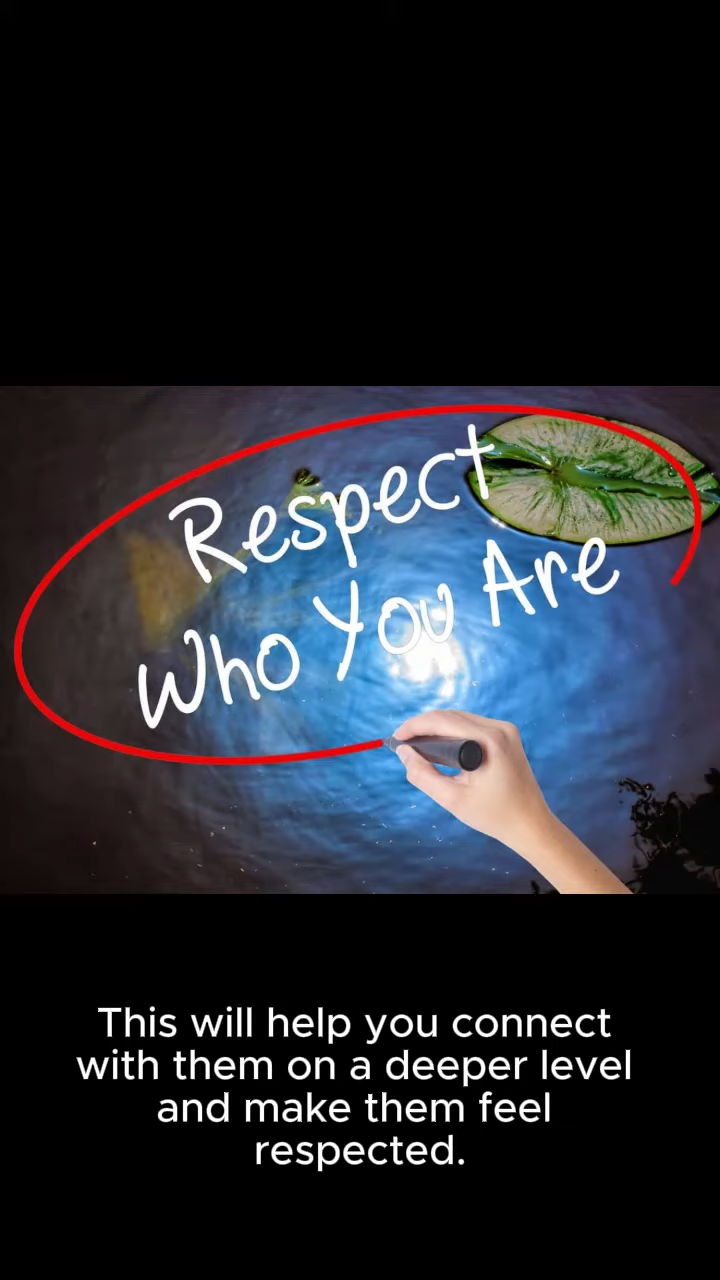 Respect
Who You Are
This will help you connect
with them on a deeper level
and make them feel
respected.